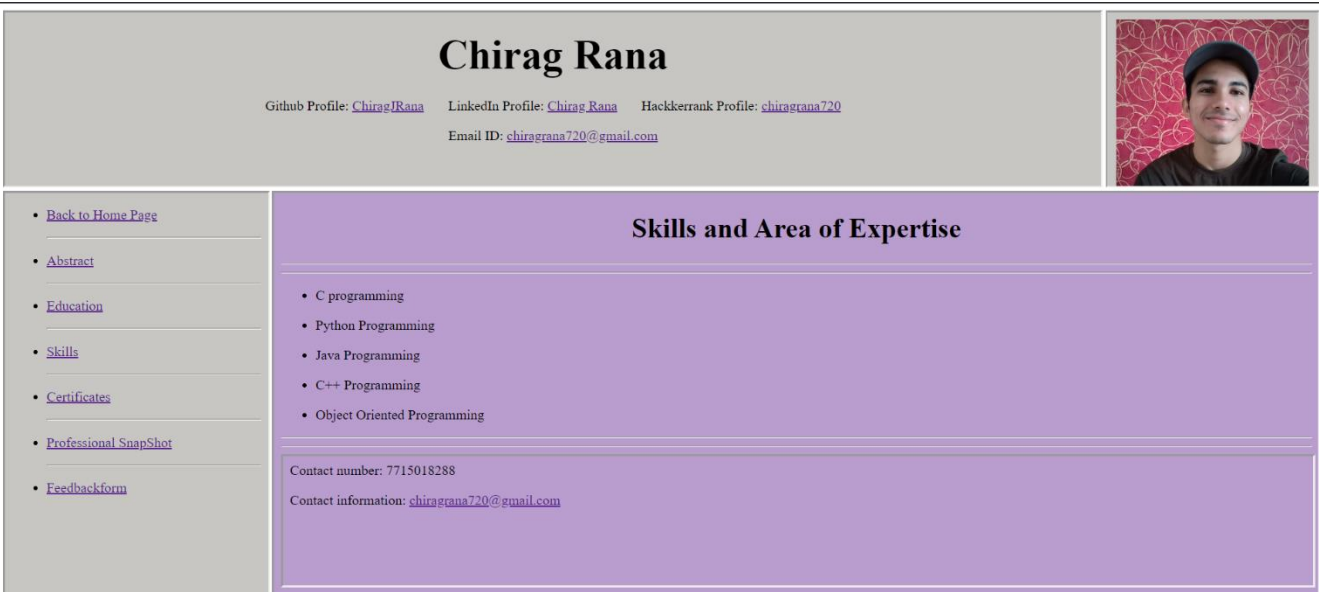 Chirag Rana
Github Profile: ChiragJRana LinkedIn Profile: Chirag Rana Hackkerrank Profile: chiragrana720
Email ID: chiragrana720@gmail.com
Back to Home Page
Abstract
Education
Skills
Certificates
Professional SnapShot
Feedbackform
Skills and Area of Expertise
C programming
Python Programming
Java Programming
C++ Programming
Object Oriented Programming
Contact number: 7715018288
Contact information: chiragrana720@gmail.com